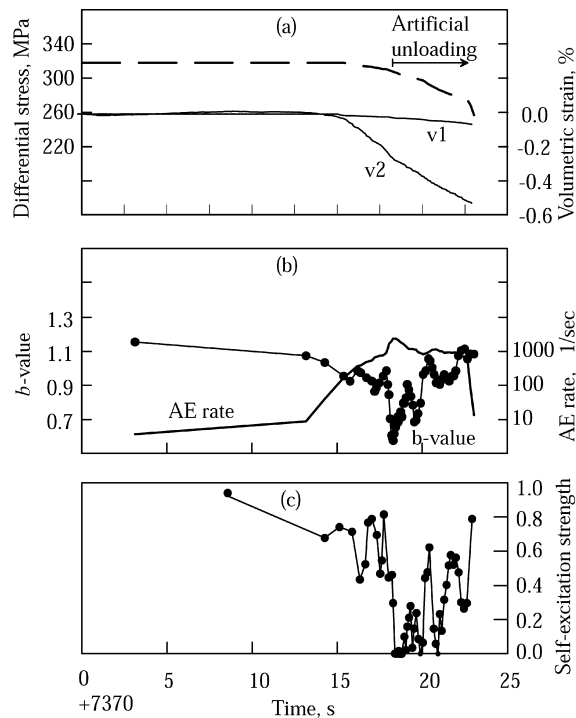 (a)
Artificial
unloading
Differential stress, MPa
340
300
260
220
v1
v2
0.0
-0.2
-0.4
-0.6
Volumetric strain, %
(b)
b-value
1.3
1.1
0.9
0.7
AE rate
b-value
1000
100
10
AE rate, 1/sec
(c)
1.0
0.8
0.6
0.4
0.2
0.0
Self-excitation strength
0 5 10 15 20 25
+7370
Time, s